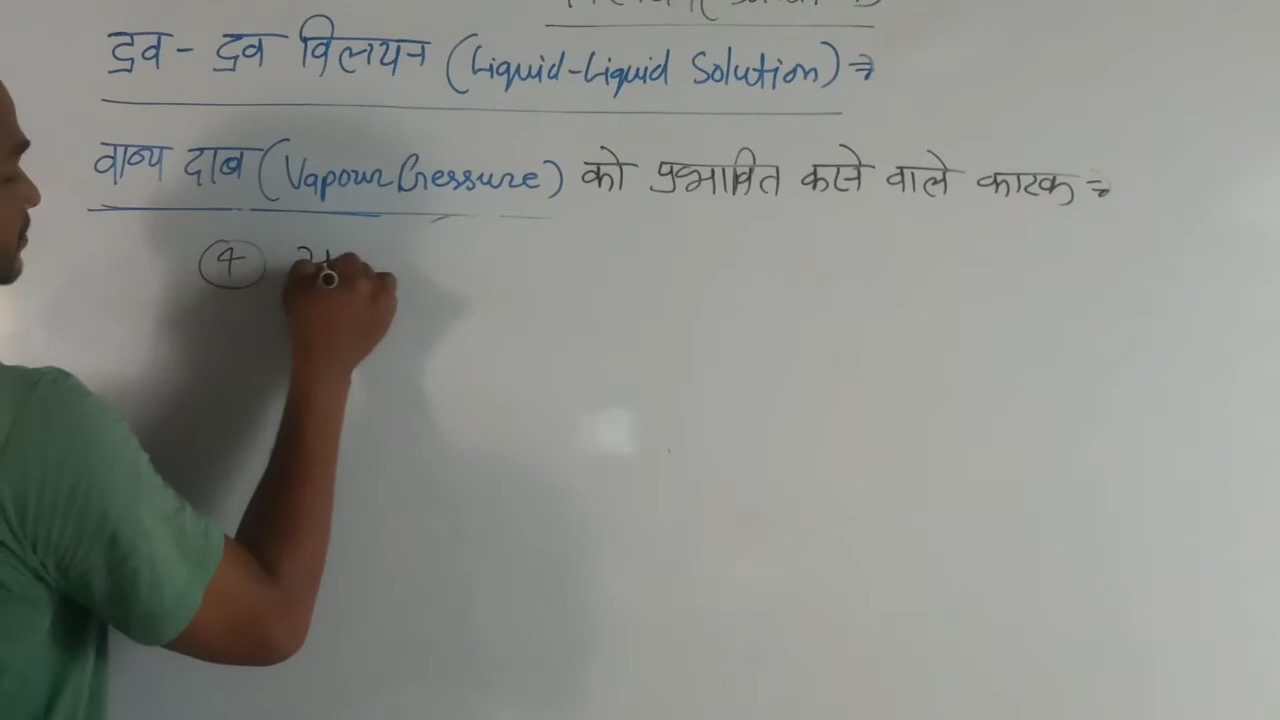 द्रव - द्रव विलयन (Liquid-Liquid Solution) ⇒
वाष्प दाब (Vapour Pressure) को प्रभावित करने वाले कारक ⇒
4